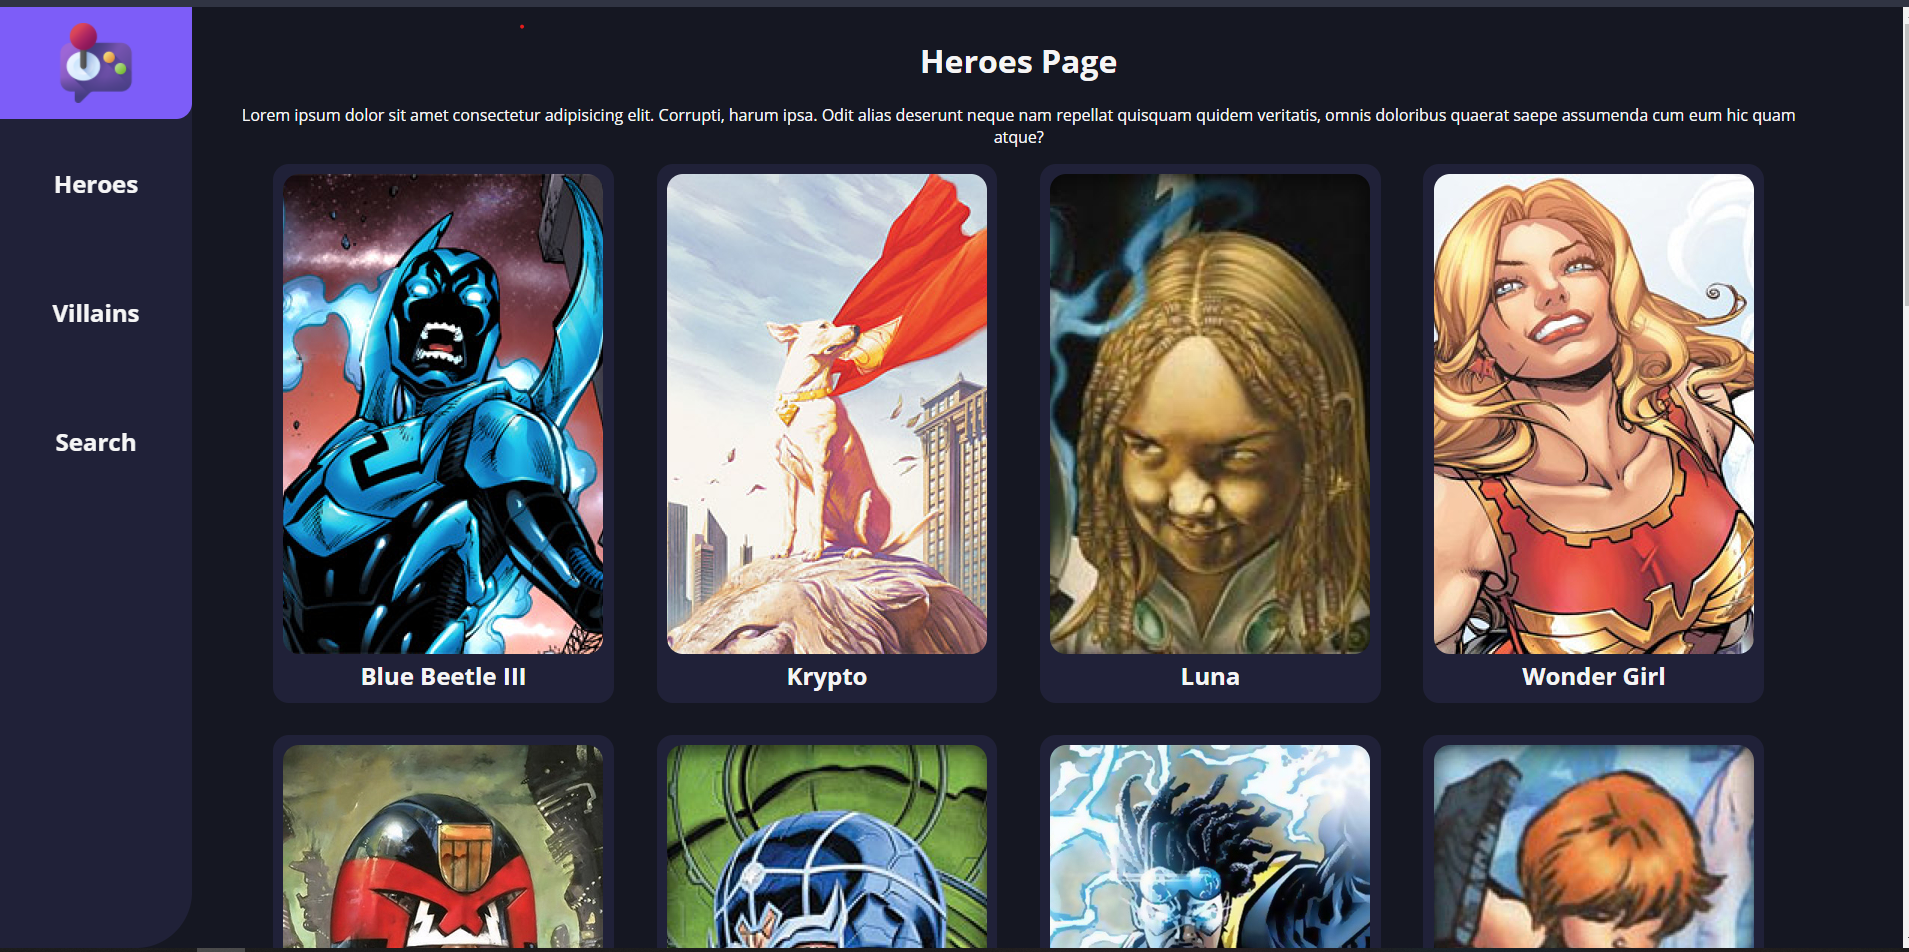 Heroes Page
Lorem ipsum dolor sit amet consectetur adipisicing elit. Corrupti, harum ipsa. Odit alias deserunt neque nam repellat quisquam quidem veritatis, omnis doloribus quaerat saepe assumenda cum eum hic quam
atque?
Heroes
Villains
Search
Blue Beetle III
Krypto
Luna
Wonder Girl